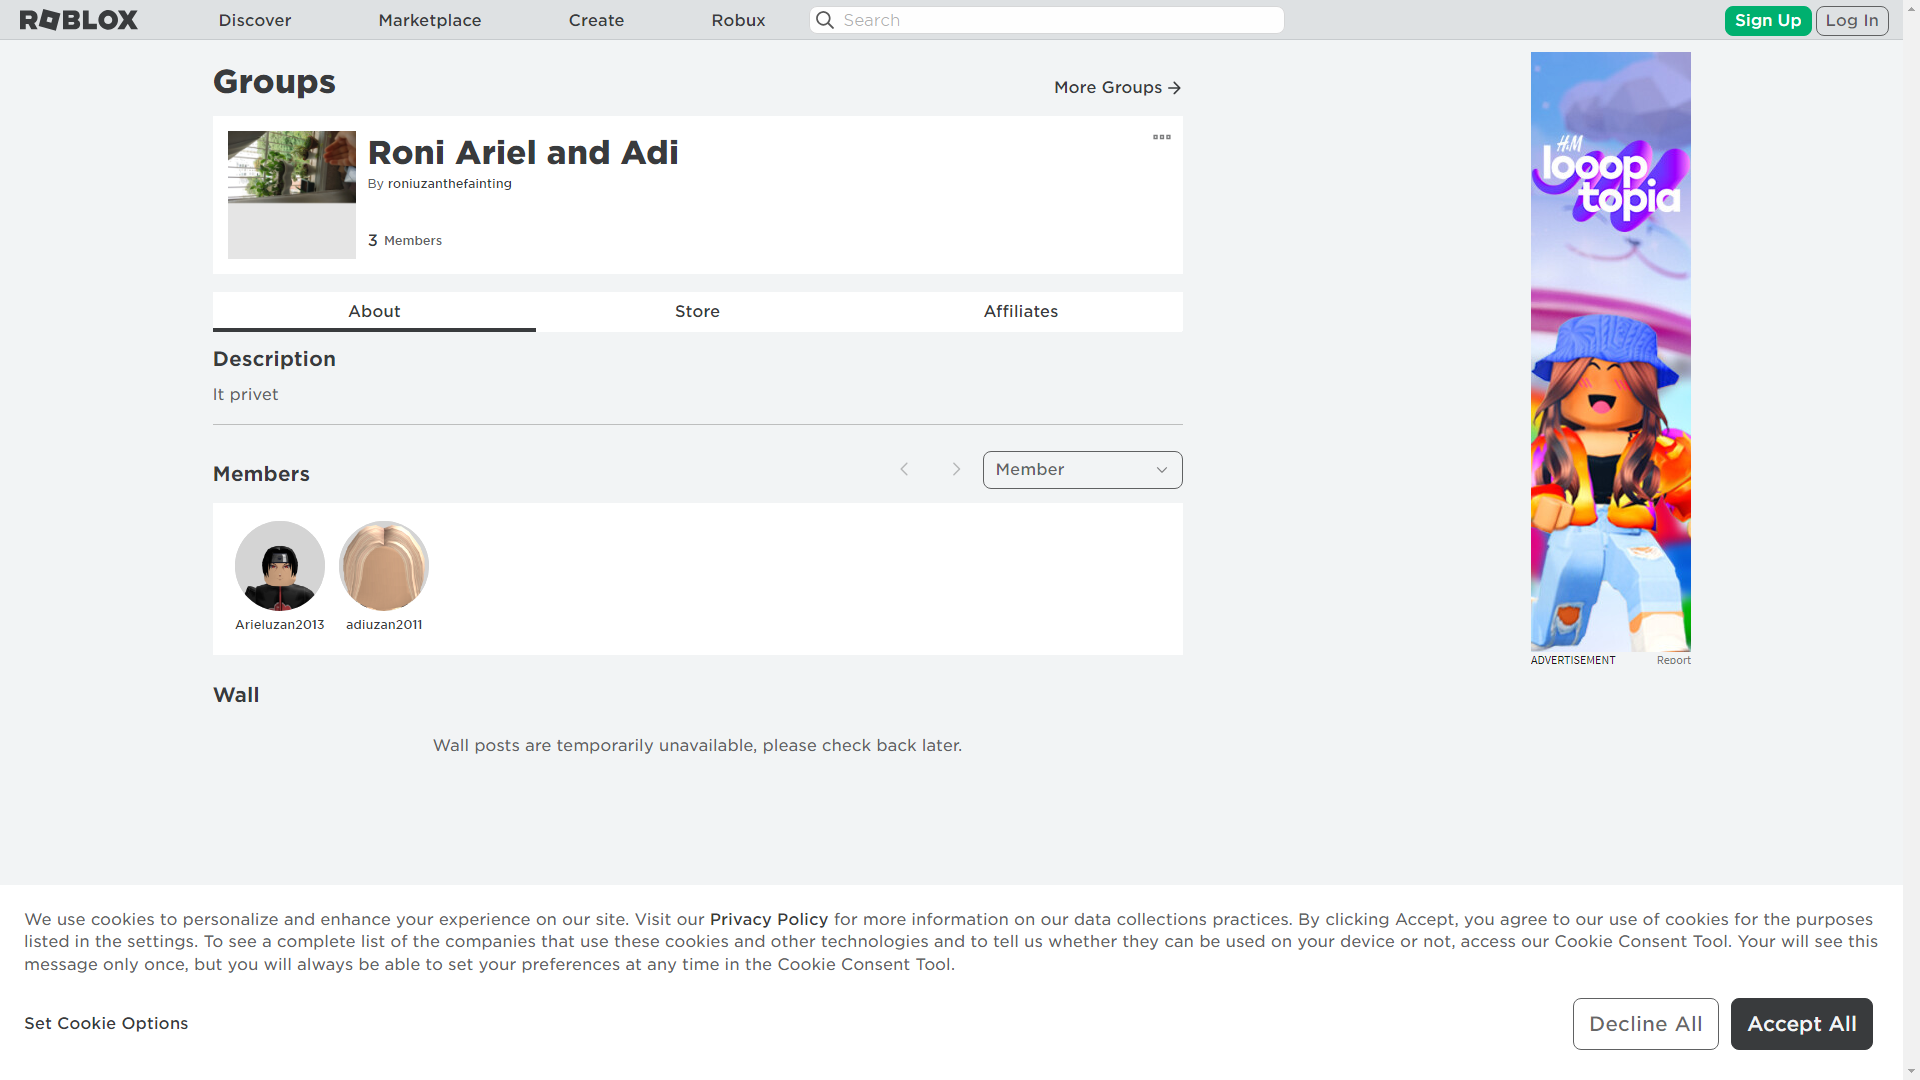 ROBLOX
Discover
Marketplace
Create
Robux
Search
Sign Up
Log In
Groups
More Groups
Roni Ariel and Adi
By roniuzanthefainting
3 Members
About
Store
Affiliates
Description
It privet
Members
Member
Arieluzan2013
adiuzan2011
Wall
Wall posts are temporarily unavailable, please check back later.
H&M
looop
topia
ADVERTISEMENT
Report
We use cookies to personalize and enhance your experience on our site. Visit our Privacy Policy for more information on our data collections practices. By clicking Accept, you agree to our use of cookies for the purposes
listed in the settings. To see a complete list of the companies that use these cookies and other technologies and to tell us whether they can be used on your device or not, access our Cookie Consent Tool. Your will see this
message only once, but you will always be able to set your preferences at any time in the Cookie Consent Tool.
Set Cookie Options
Decline All
Accept All